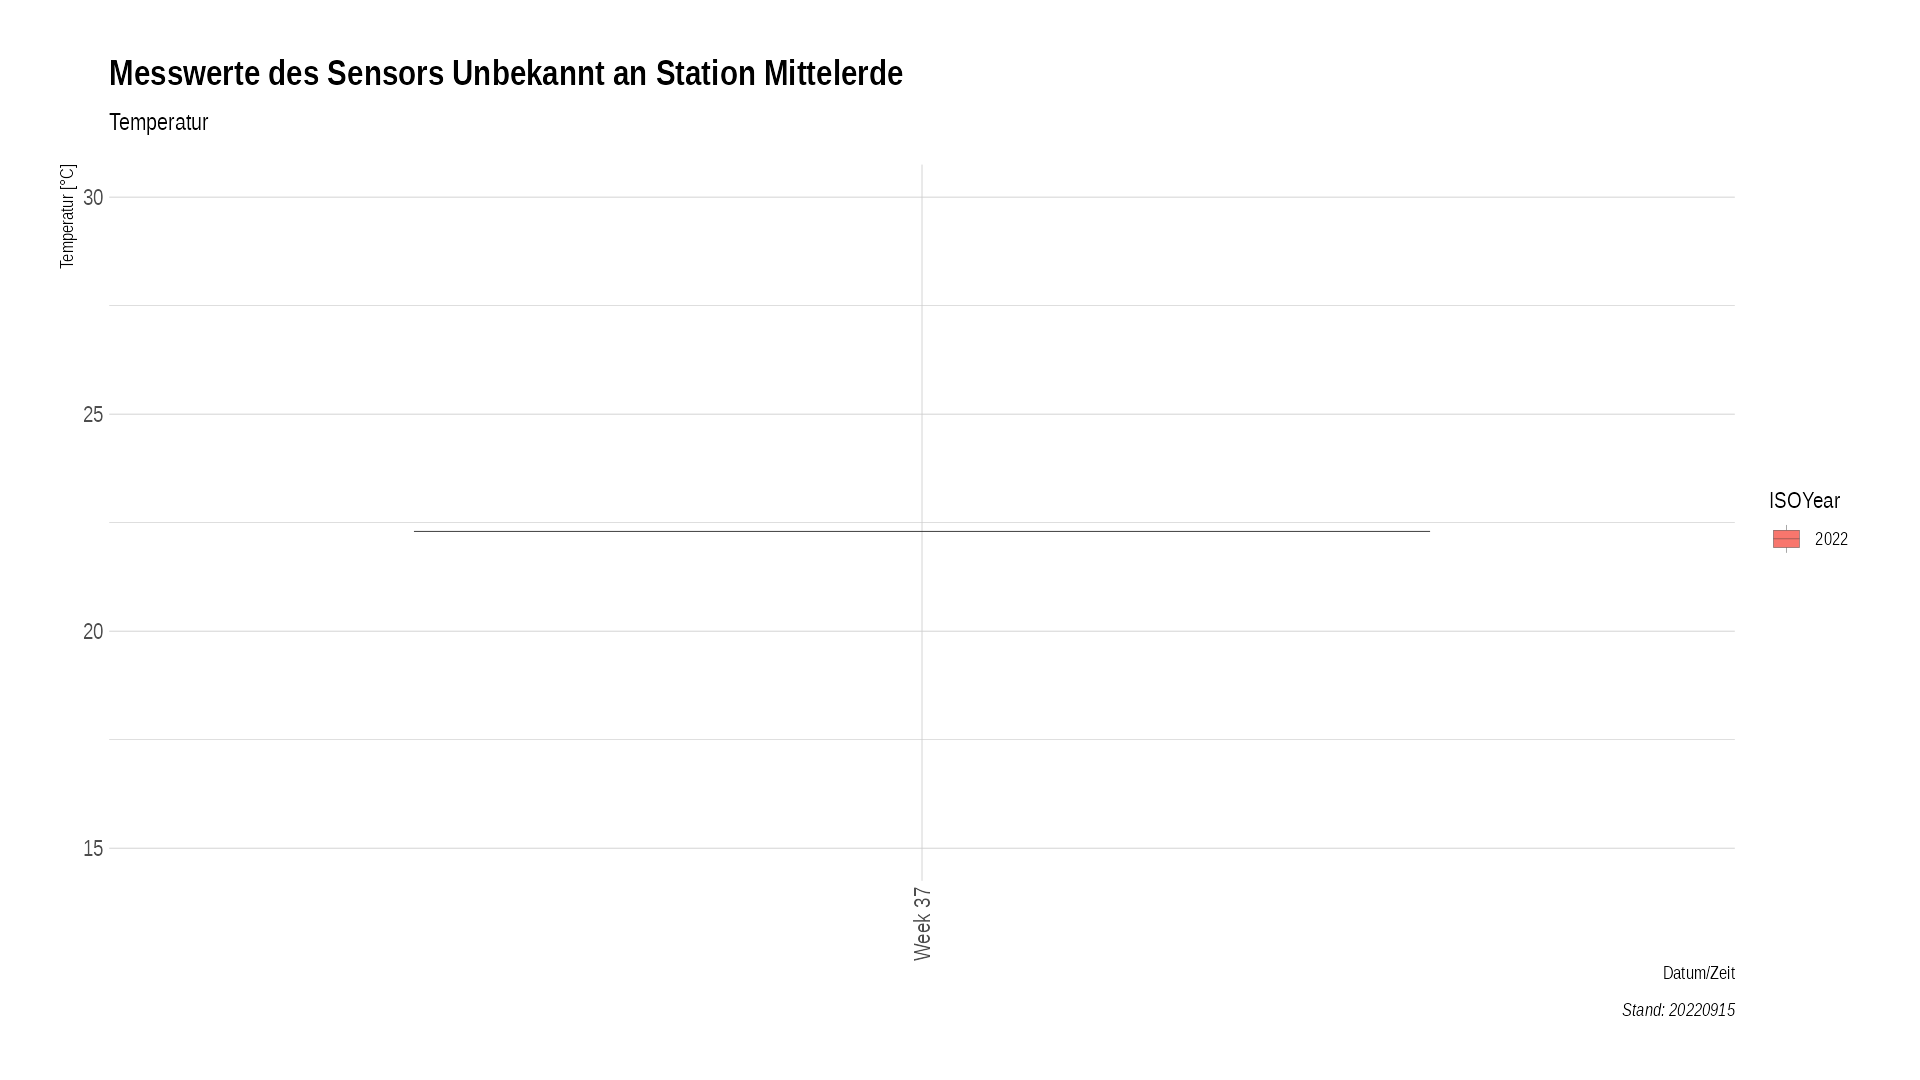 Messwerte des Sensors Unbekannt an Station Mittelerde
Temperatur
Temperatur [°C]
30
25
20
15
Week 37
Datum/Zeit
Stand: 20220915
ISOYear
2022